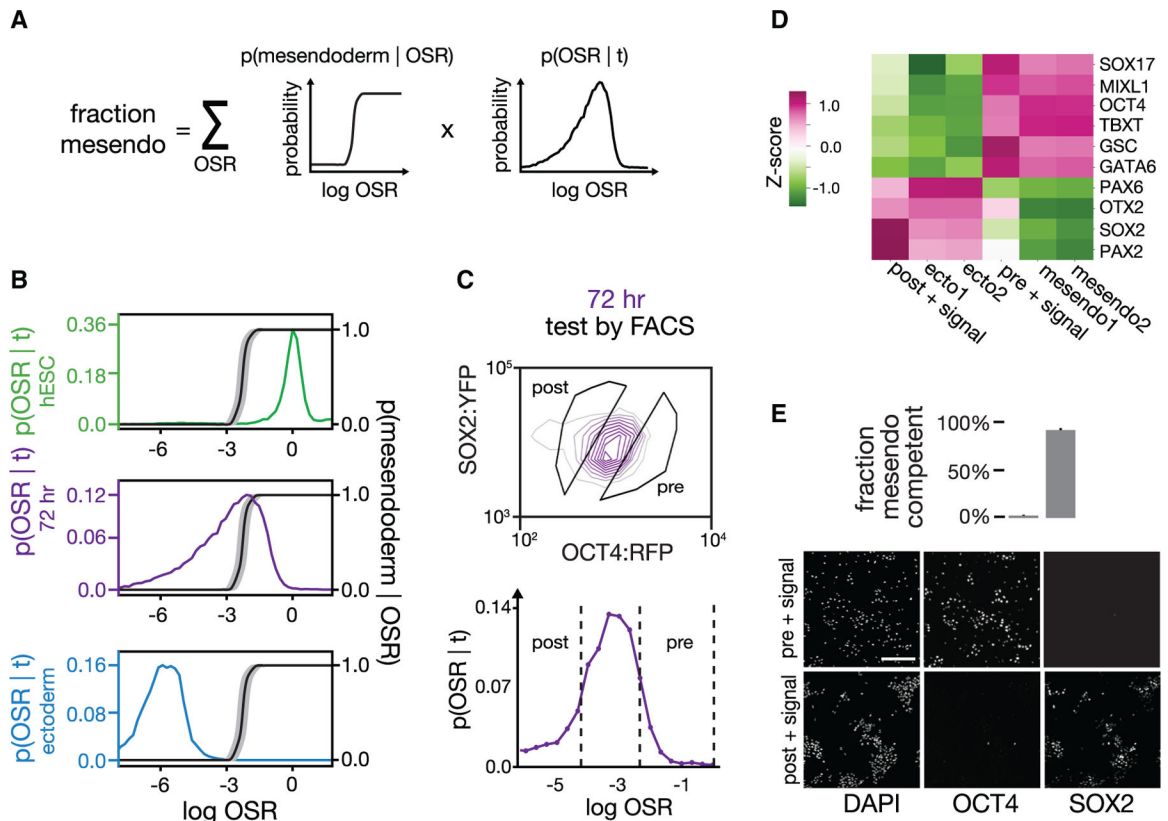 A
fraction
mesendo
=
Σ
OSR
p(mesendoderm | OSR)
probability
log OSR
x
p(OSR | t)
probability
log OSR
B
p(OSR | t)
hESC
0.36
0.18
0.0
-3
-6
0
1.0
0.0
p(OSR | t)
72 hr
0.12
0.06
0.0
-6
-3
0
1.0
0.0
p(mesendoderm | OSR)
p(OSR | t)
ectoderm
0.16
0.08
0.0
-6
-3
0
1.0
0.0
log OSR
C
72 hr
test by FACS
SOX2:YFP
10⁵
10³
post
pre
10²
10⁴
OCT4:RFP
p(OSR | t)
0.14
0.07
0.0
post
pre
-5
-3
-1
log OSR
D
Z-score
1.0
0.0
-1.0
SOX17
MIXL1
OCT4
TBXT
GSC
GATA6
PAX6
OTX2
SOX2
PAX2
post + signal
ecto1
ecto2
pre + signal
mesendo1
mesendo2
E
fraction
mesendo
competent
100%
50%
0%
pre + signal
post + signal
DAPI
OCT4
SOX2